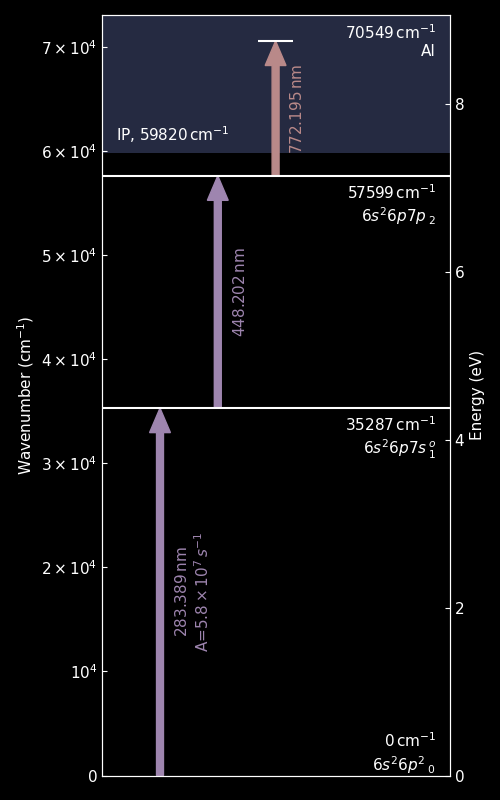 70549 cm⁻¹
AI
7 × 10⁴
8
772.195 nm
IP, 59820 cm⁻¹
6 × 10⁴
57599 cm⁻¹
6s²6p7p ₂
5 × 10⁴
6
448.202 nm
4 × 10⁴
Wavenumber (cm⁻¹)
Energy (eV)
35287 cm⁻¹
6s²6p7s ᵒ₁
4
3 × 10⁴
283.389 nm
A=5.8 × 10⁷ s⁻¹
2 × 10⁴
2
10⁴
0 cm⁻¹
6s²6p² ₀
0
0